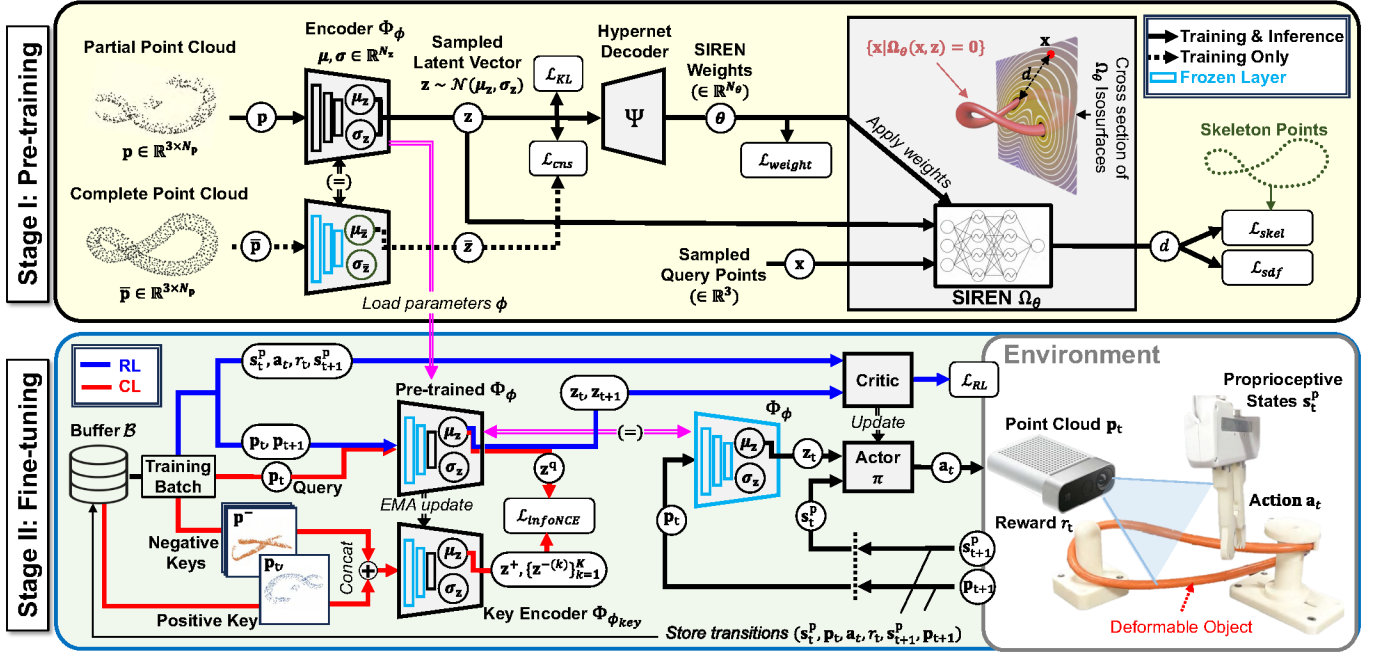 Stage I: Pre-training
Partial Point Cloud
p ∈ ℝ^{3×N_p}
p
Complete Point Cloud
p̄ ∈ ℝ^{3×N_p}
p̄
Encoder Φ_ϕ
μ, σ ∈ ℝ^{N_z}
μ_z
σ_z
(=)
μ_z̄
σ_z̄
Load parameters ϕ
Sampled
Latent Vector
z ~ 𝒩(μ_z, σ_z)
z
z̄
ℒ_KL
ℒ_cns
Hypernet
Decoder
Ψ
SIREN
Weights
(∈ ℝ^{N_θ})
θ
ℒ_weight
Sampled
Query Points
(∈ ℝ^3)
x
{x|Ω_θ(x, z) = 0}
x
d
Cross section of
Ω_θ Isosurfaces
Apply weights
SIREN Ω_θ
d
Training & Inference
Training Only
Frozen Layer
Skeleton Points
ℒ_skel
ℒ_sdf
Stage II: Fine-tuning
RL
CL
Buffer ℬ
Training
Batch
s_t^p, a_t, r_t, s_{t+1}^p
p_t, p_{t+1}
p_t
Query
p^-
Negative
Keys
p_{t'}
Positive Key
Concat
Pre-trained Φ_ϕ
μ_z
σ_z
EMA update
μ_z
σ_z
Key Encoder Φ_{ϕ_key}
z_t, z_{t+1}
z^q
ℒ_infoNCE
z^+, {z^{-(k)}}_{k=1}^K
(=)
Φ_ϕ
μ_z
σ_z
p_t
z_t
s_t^p
Critic
Update
Actor
π
ℒ_RL
a_t
s_{t+1}^p
p_{t+1}
Store transitions (s_t^p, p_t, a_t, r_t, s_{t+1}^p, p_{t+1})
Environment
Proprioceptive
States s_t^p
Point Cloud p_t
Action a_t
Reward r_t
Deformable Object